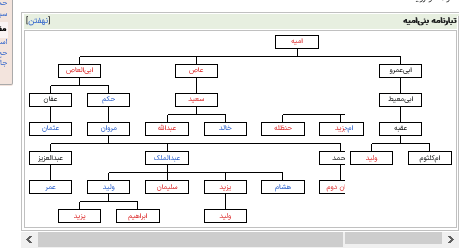 تبارنامه بنی‌امیه
[نهفتن]
امیه
ابی‌عمرو
عاص
ابی‌العاص
ابی‌معیط
سعید
حکم
عفان
عقبه
ام‌حزید
حنظله
خالد
عبدالله
مروان
عثمان
ام‌کلثوم
ولید
حمد
عبدالملک
عبدالعزیز
ان دوم
هشام
یزید
سلیمان
ولید
عمر
ولید
ابراهیم
یزید